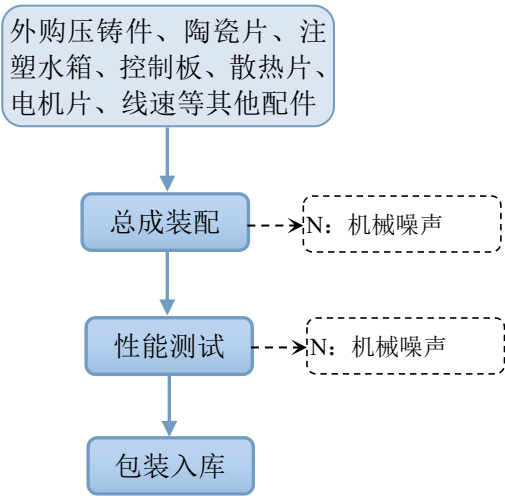 外购压铸件、陶瓷片、注
塑水箱、控制板、散热片、
电机片、线速等其他配件
总成装配
N：机械噪声
性能测试
N：机械噪声
包装入库